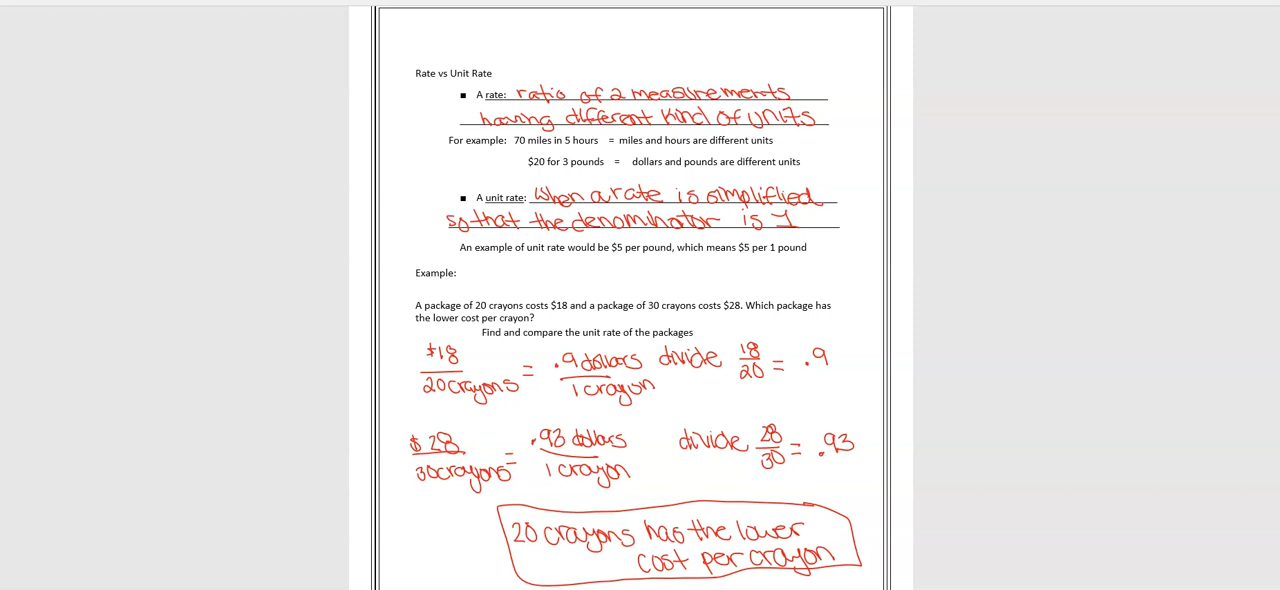 Rate vs Unit Rate
▪ A rate: ratio of 2 measurements
having different kind of units
For example: 70 miles in 5 hours = miles and hours are different units
$20 for 3 pounds = dollars and pounds are different units
▪ A unit rate: When a rate is simplified
so that the denominator is 1
An example of unit rate would be $5 per pound, which means $5 per 1 pound
Example:
A package of 20 crayons costs $18 and a package of 30 crayons costs $28. Which package has
the lower cost per crayon?
Find and compare the unit rate of the packages
$18 / 20 crayons = .9 dollars / 1 crayon divide 18/20 = .9
$28 / 30 crayons = .93 dollars / 1 crayon divide 28/30 = .93
20 crayons has the lower
cost per crayon